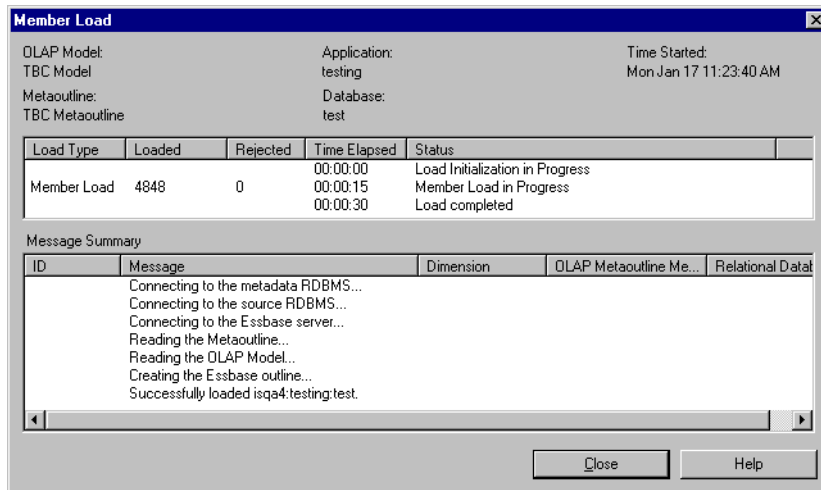 Member Load
OLAP Model: Application: Time Started:
TBC Model testing Mon Jan 17 11:23:40 AM
Metaoutline: Database:
TBC Metaoutline test
Load Type Loaded Rejected Time Elapsed Status
00:00:00 Load Initialization in Progress
Member Load 4848 0 00:00:15 Member Load in Progress
00:00:30 Load completed
Message Summary
ID Message Dimension OLAP Metaoutline Me... Relational Datab
Connecting to the metadata RDBMS...
Connecting to the source RDBMS...
Connecting to the Essbase server...
Reading the Metaoutline...
Reading the OLAP Model...
Creating the Essbase outline...
Successfully loaded isqa4:testing:test.
Close Help